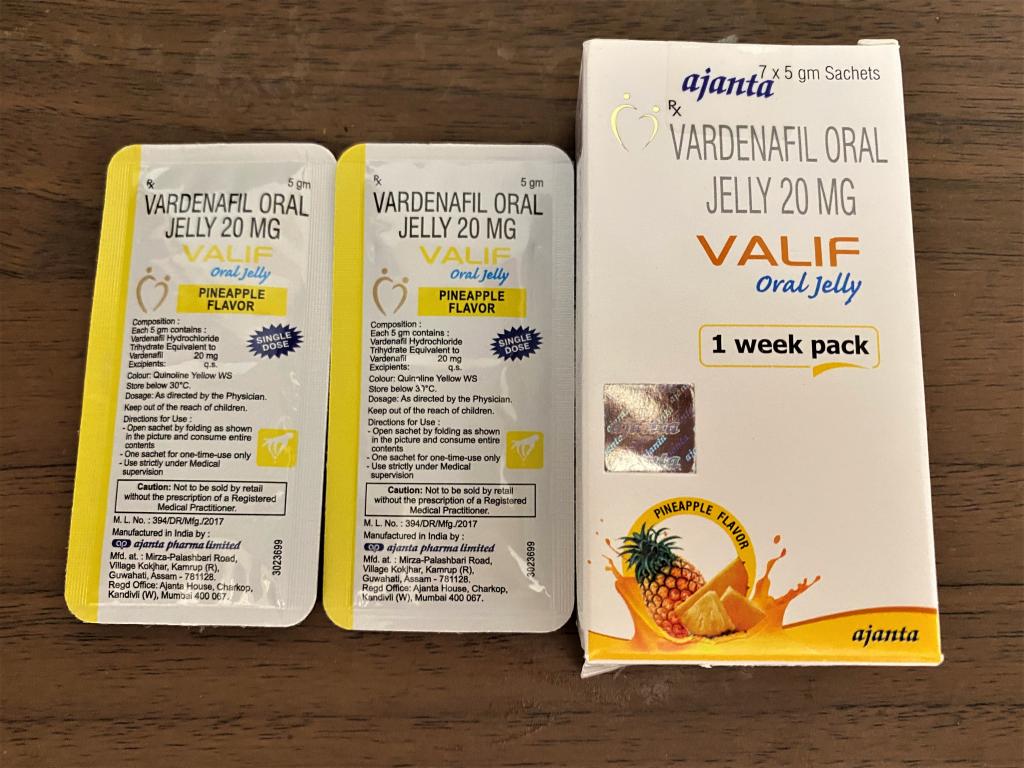 ℞
5 gm
VARDENAFIL ORAL
JELLY 20 MG
VALIF
Oral Jelly
PINEAPPLE
FLAVOR
Composition :
Each 5 gm contains :
Vardenafil Hydrochloride
Trihydrate Equivalent to
Vardenafil 20 mg
Excipients: q.s.
SINGLE
DOSE
Colour: Quinoline Yellow WS
Store below 30°C.
Dosage: As directed by the Physician.
Keep out of the reach of children.
Directions for Use :
- Open sachet by folding as shown
in the picture and consume entire
contents
- One sachet for one-time-use only
- Use strictly under Medical
supervision
Caution: Not to be sold by retail
without the prescription of a Registered
Medical Practitioner.
M. L. No. : 394/DR/Mfg./2017
Manufactured in India by :
ap ajanta pharma limited
Mfd. at. : Mirza-Palashbari Road,
Village Kokjhar, Kamrup (R),
Guwahati, Assam - 781128.
Regd Office: Ajanta House, Charkop,
Kandivli (W), Mumbai 400 067.
3023699
℞
5 gm
VARDENAFIL ORAL
JELLY 20 MG
VALIF
Oral Jelly
PINEAPPLE
FLAVOR
Composition :
Each 5 gm contains :
Vardenafil Hydrochloride
Trihydrate Equivalent to
Vardenafil 20 mg
Excipients: q.s.
SINGLE
DOSE
Colour: Quinoline Yellow WS
Store below 30°C.
Dosage: As directed by the Physician.
Keep out of the reach of children.
Directions for Use :
- Open sachet by folding as shown
in the picture and consume entire
contents
- One sachet for one-time-use only
- Use strictly under Medical
supervision
Caution: Not to be sold by retail
without the prescription of a Registered
Medical Practitioner.
M. L. No. : 394/DR/Mfg./2017
Manufactured in India by :
ap ajanta pharma limited
Mfd. at. : Mirza-Palashbari Road,
Village Kokjhar, Kamrup (R),
Guwahati, Assam - 781128.
Regd Office: Ajanta House, Charkop,
Kandivli (W), Mumbai 400 067.
3023699
ajanta
7 x 5 gm Sachets
℞
VARDENAFIL ORAL
JELLY 20 MG
VALIF
Oral Jelly
1 week pack
ajanta
PINEAPPLE FLAVOR
ajanta